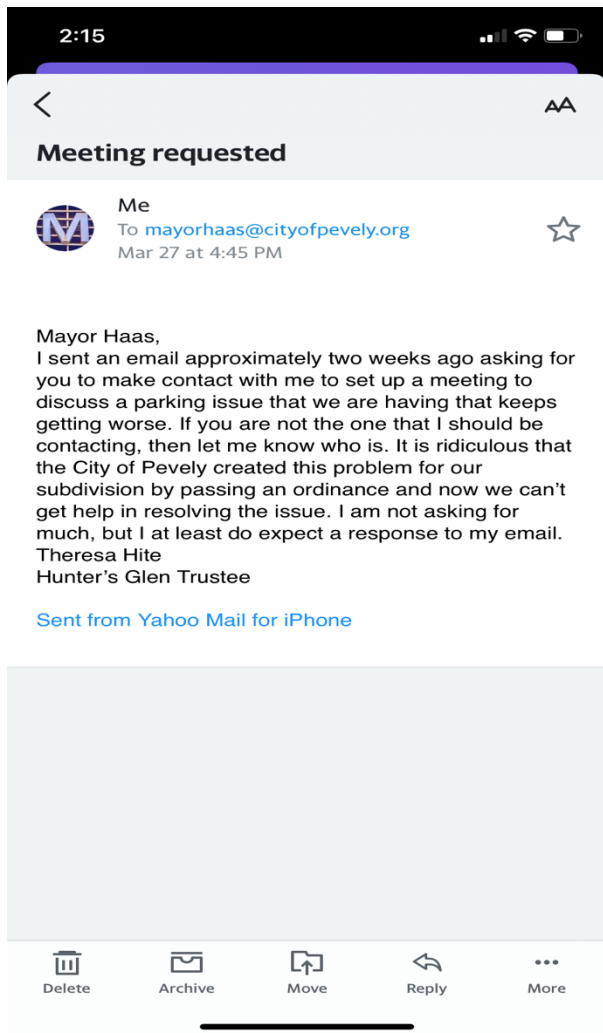 2:15
AA
Meeting requested
M
Me
To mayorhaas@cityofpevely.org
Mar 27 at 4:45 PM
Mayor Haas,
I sent an email approximately two weeks ago asking for
you to make contact with me to set up a meeting to
discuss a parking issue that we are having that keeps
getting worse. If you are not the one that I should be
contacting, then let me know who is. It is ridiculous that
the City of Pevely created this problem for our
subdivision by passing an ordinance and now we can’t
get help in resolving the issue. I am not asking for
much, but I at least do expect a response to my email.
Theresa Hite
Hunter’s Glen Trustee
Sent from Yahoo Mail for iPhone
Delete Archive Move Reply More